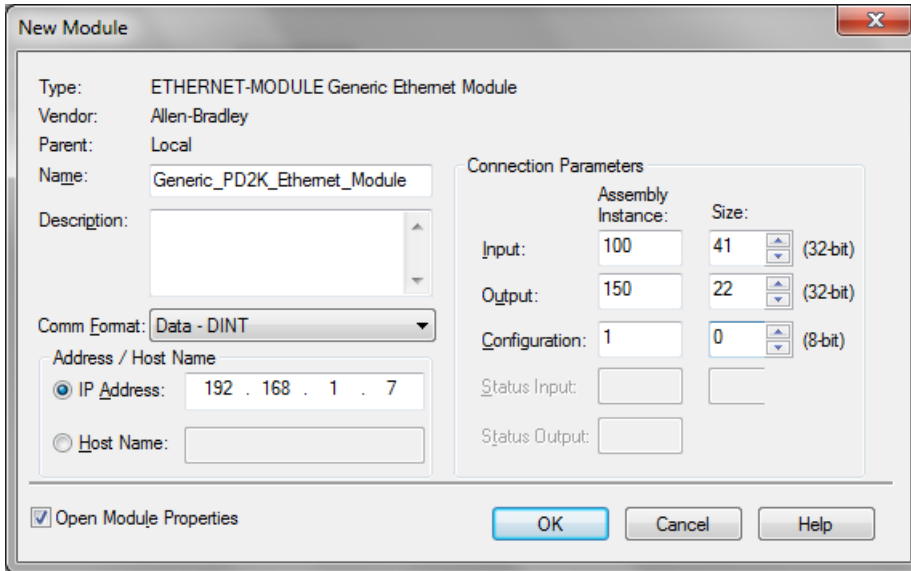 New Module
Type: ETHERNET-MODULE Generic Ethernet Module
Vendor: Allen-Bradley
Parent: Local
Name: Generic_PD2K_Ethernet_Module
Description:
Comm Format: Data - DINT
Address / Host Name
IP Address: 192 . 168 . 1 . 7
Host Name:
Connection Parameters
Assembly
Instance: Size:
Input: 100 41 (32-bit)
Output: 150 22 (32-bit)
Configuration: 1 0 (8-bit)
Status Input:
Status Output:
Open Module Properties
OK Cancel Help